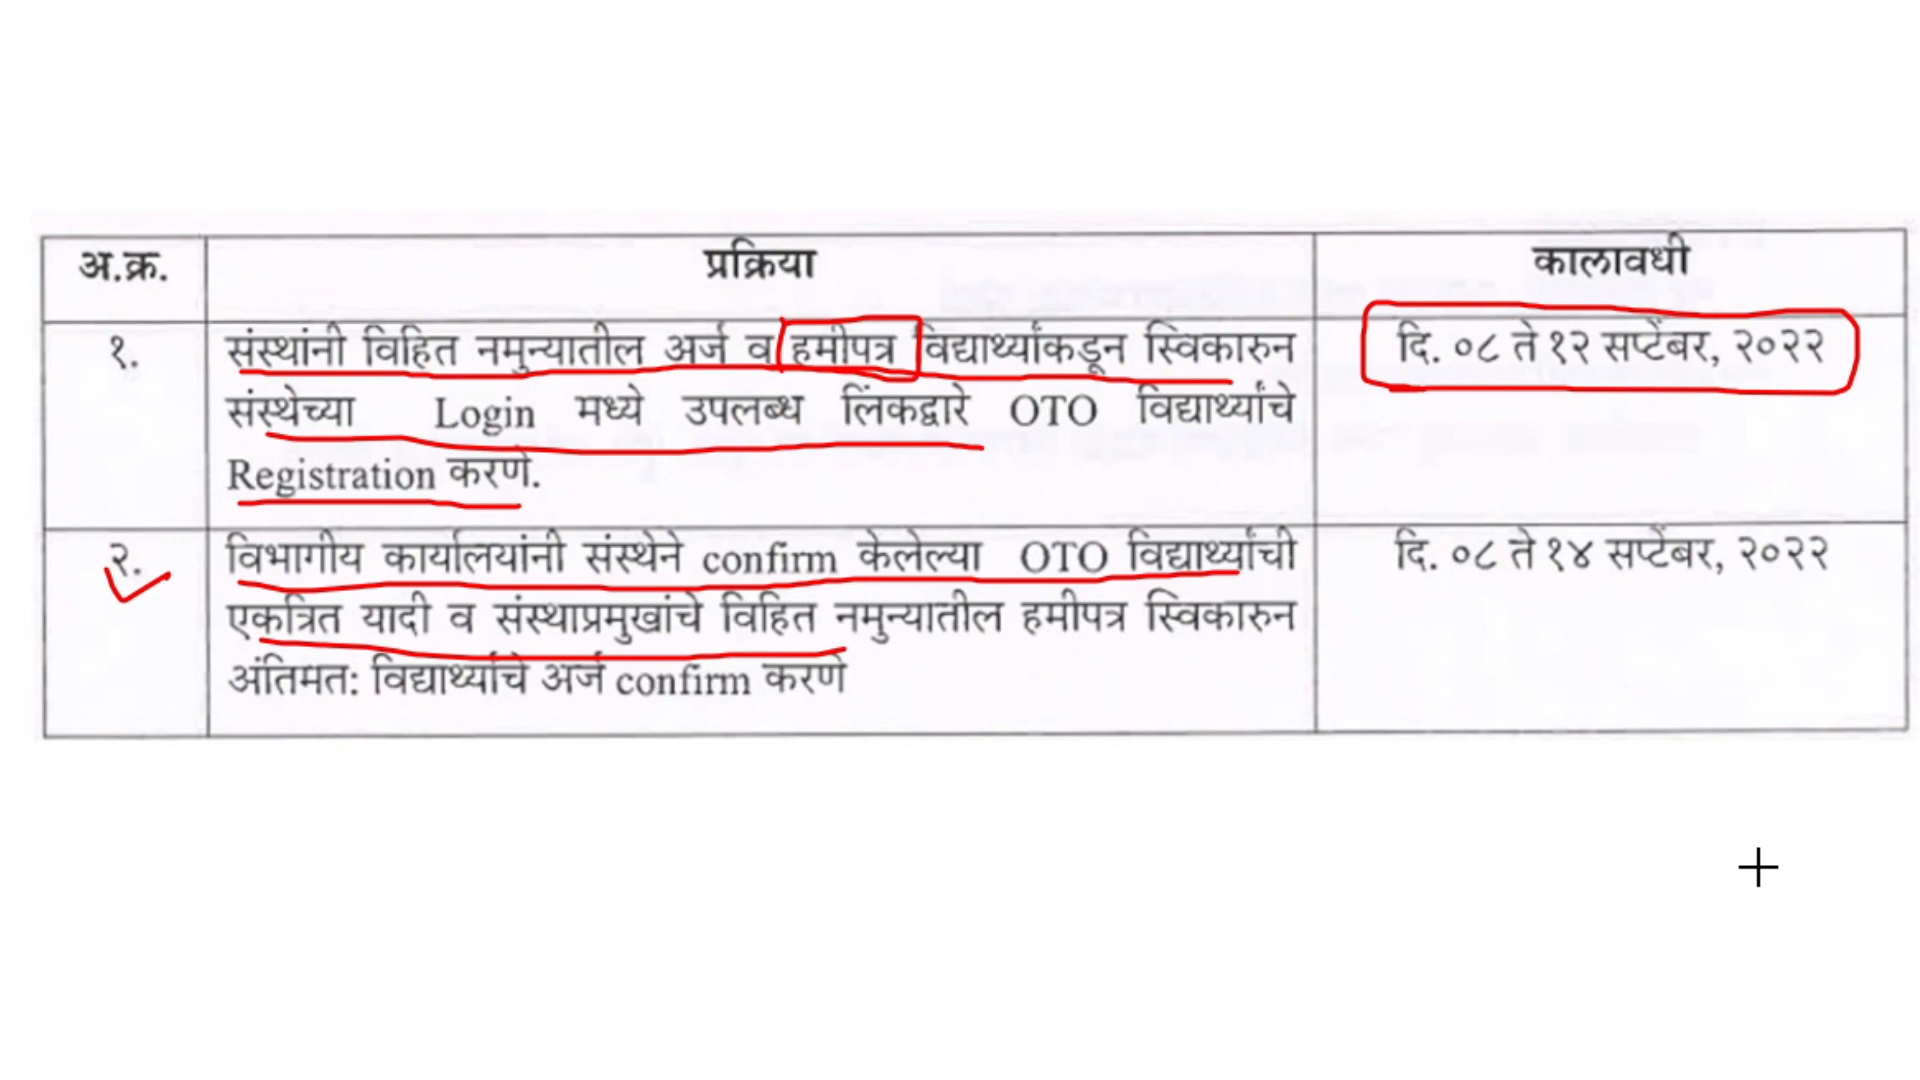 अ.क्र. प्रक्रिया कालावधी
१. संस्थांनी विहित नमुन्यातील अर्ज व हमीपत्र विद्यार्थ्यांकडून स्विकारुन दि. ०८ ते १२ सप्टेंबर, २०२२
संस्थेच्या Login मध्ये उपलब्ध लिंकद्वारे OTO विद्यार्थ्यांचे
Registration करणे.
२. विभागीय कार्यालयांनी संस्थेने confirm केलेल्या OTO विद्यार्थ्यांची दि. ०८ ते १४ सप्टेंबर, २०२२
एकत्रित यादी व संस्थाप्रमुखांचे विहित नमुन्यातील हमीपत्र स्विकारुन
अंतिमत: विद्यार्थ्यांचे अर्ज confirm करणे